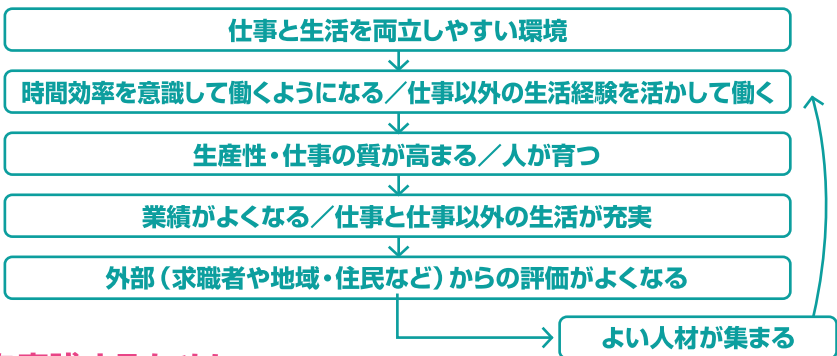 仕事と生活を両立しやすい環境
時間効率を意識して働くようになる／仕事以外の生活経験を活かして働く
生産性・仕事の質が高まる／人が育つ
業績がよくなる／仕事と仕事以外の生活が充実
外部（求職者や地域・住民など）からの評価がよくなる
よい人材が集まる